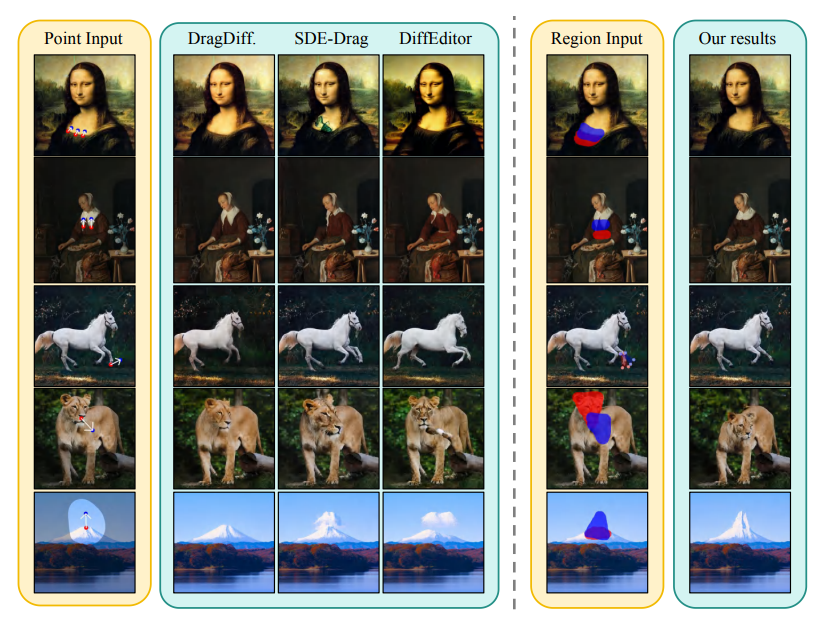 Point Input
DragDiff. SDE-Drag DiffEditor
Region Input
Our results